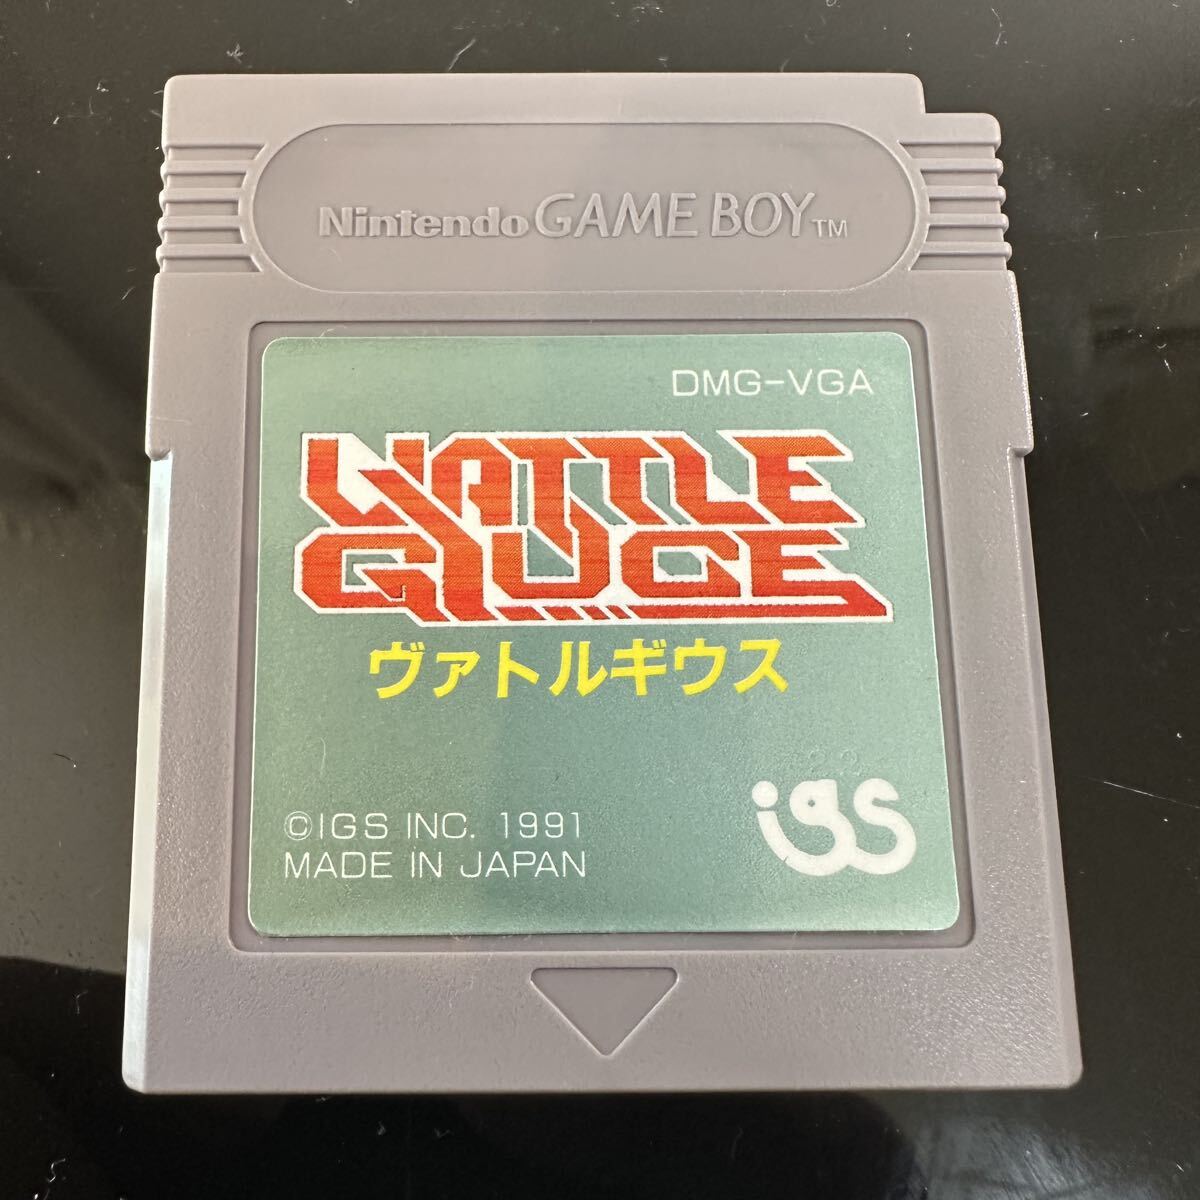 Nintendo GAME BOY™
DMG-VGA
VATTLE
GIUCE
ヴァトルギウス
igs
©IGS INC. 1991
MADE IN JAPAN